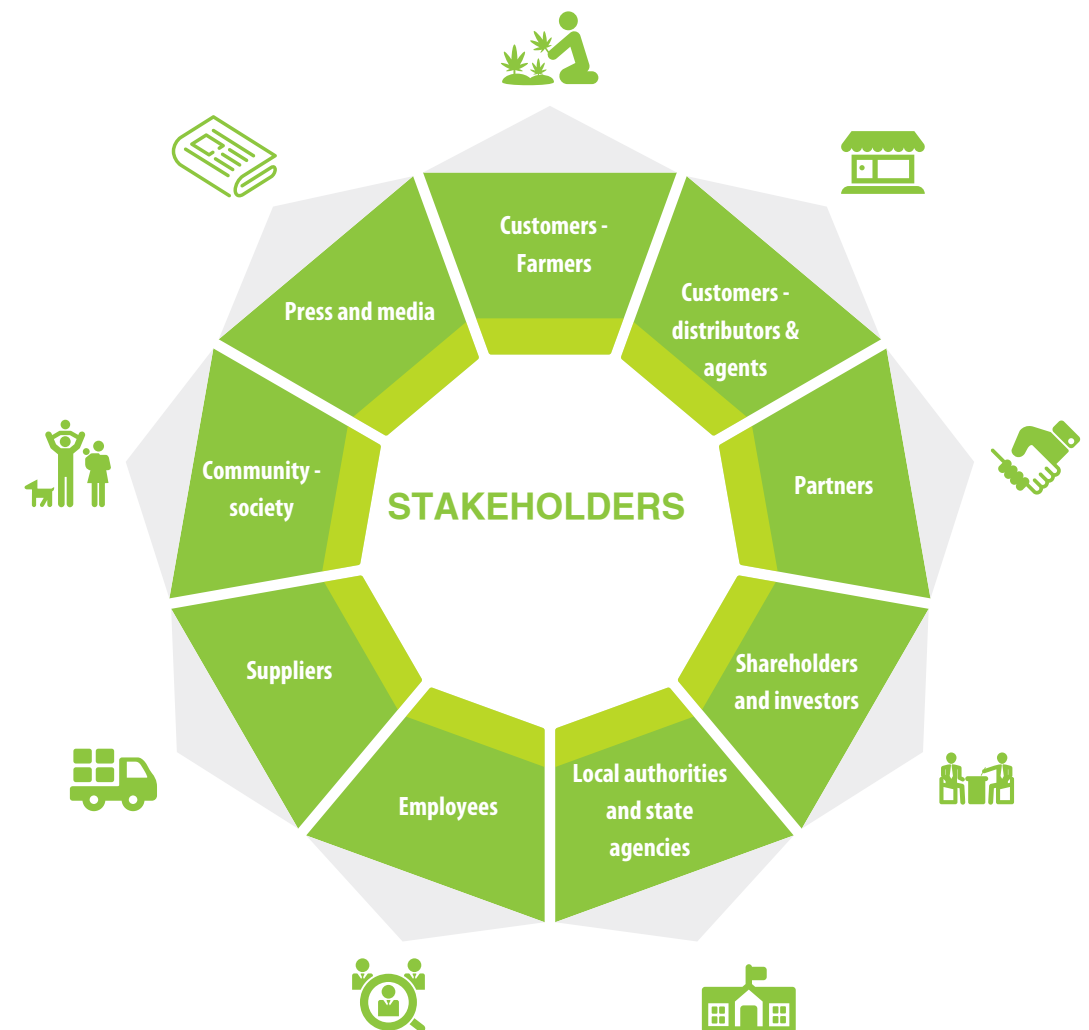 Customers -
Farmers
Customers -
distributors &
agents
Partners
Shareholders
and investors
Local authorities
and state
agencies
Employees
Suppliers
Community -
society
Press and media
STAKEHOLDERS